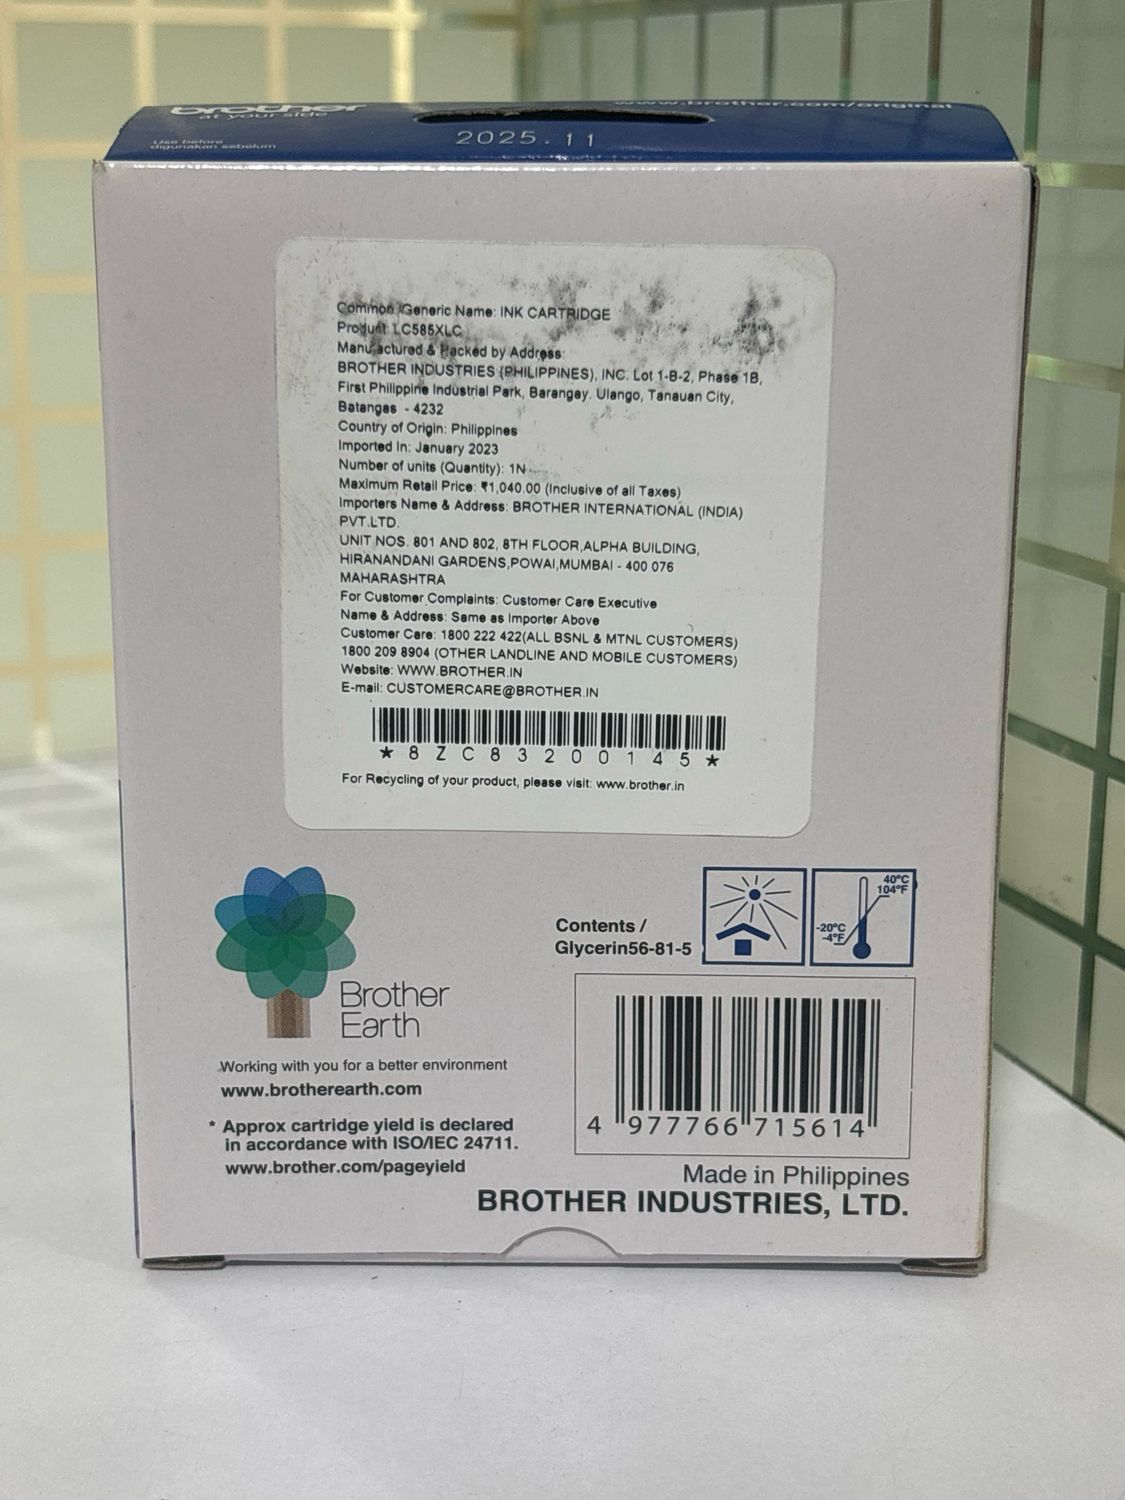 brother
at your side
www.brother.com/original
Use before
digunakan sebelum
2025.11
Common /Generic Name: INK CARTRIDGE
Product: LC585XLC
Manufactured & Packed by Address:
BROTHER INDUSTRIES (PHILIPPINES), INC. Lot 1-B-2, Phase 1B,
First Philippine Industrial Park, Barangay. Ulango, Tanauan City,
Batangas - 4232
Country of Origin: Philippines
Imported In: January 2023
Number of units (Quantity): 1N
Maximum Retail Price: ₹1,040.00 (Inclusive of all Taxes)
Importers Name & Address: BROTHER INTERNATIONAL (INDIA)
PVT.LTD.
UNIT NOS. 801 AND 802, 8TH FLOOR,ALPHA BUILDING,
HIRANANDANI GARDENS,POWAI,MUMBAI - 400 076
MAHARASHTRA
For Customer Complaints: Customer Care Executive
Name & Address: Same as Importer Above
Customer Care: 1800 222 422(ALL BSNL & MTNL CUSTOMERS)
1800 209 8904 (OTHER LANDLINE AND MOBILE CUSTOMERS)
Website: WWW.BROTHER.IN
E-mail: CUSTOMERCARE@BROTHER.IN
*8ZC83200145*
For Recycling of your product, please visit: www.brother.in
40°C
104°F
-20°C
-4°F
Contents /
Glycerin56-81-5
Brother
Earth
Working with you for a better environment
www.brotherearth.com
* Approx cartridge yield is declared
in accordance with ISO/IEC 24711.
www.brother.com/pageyield
4 977766 715614
Made in Philippines
BROTHER INDUSTRIES, LTD.